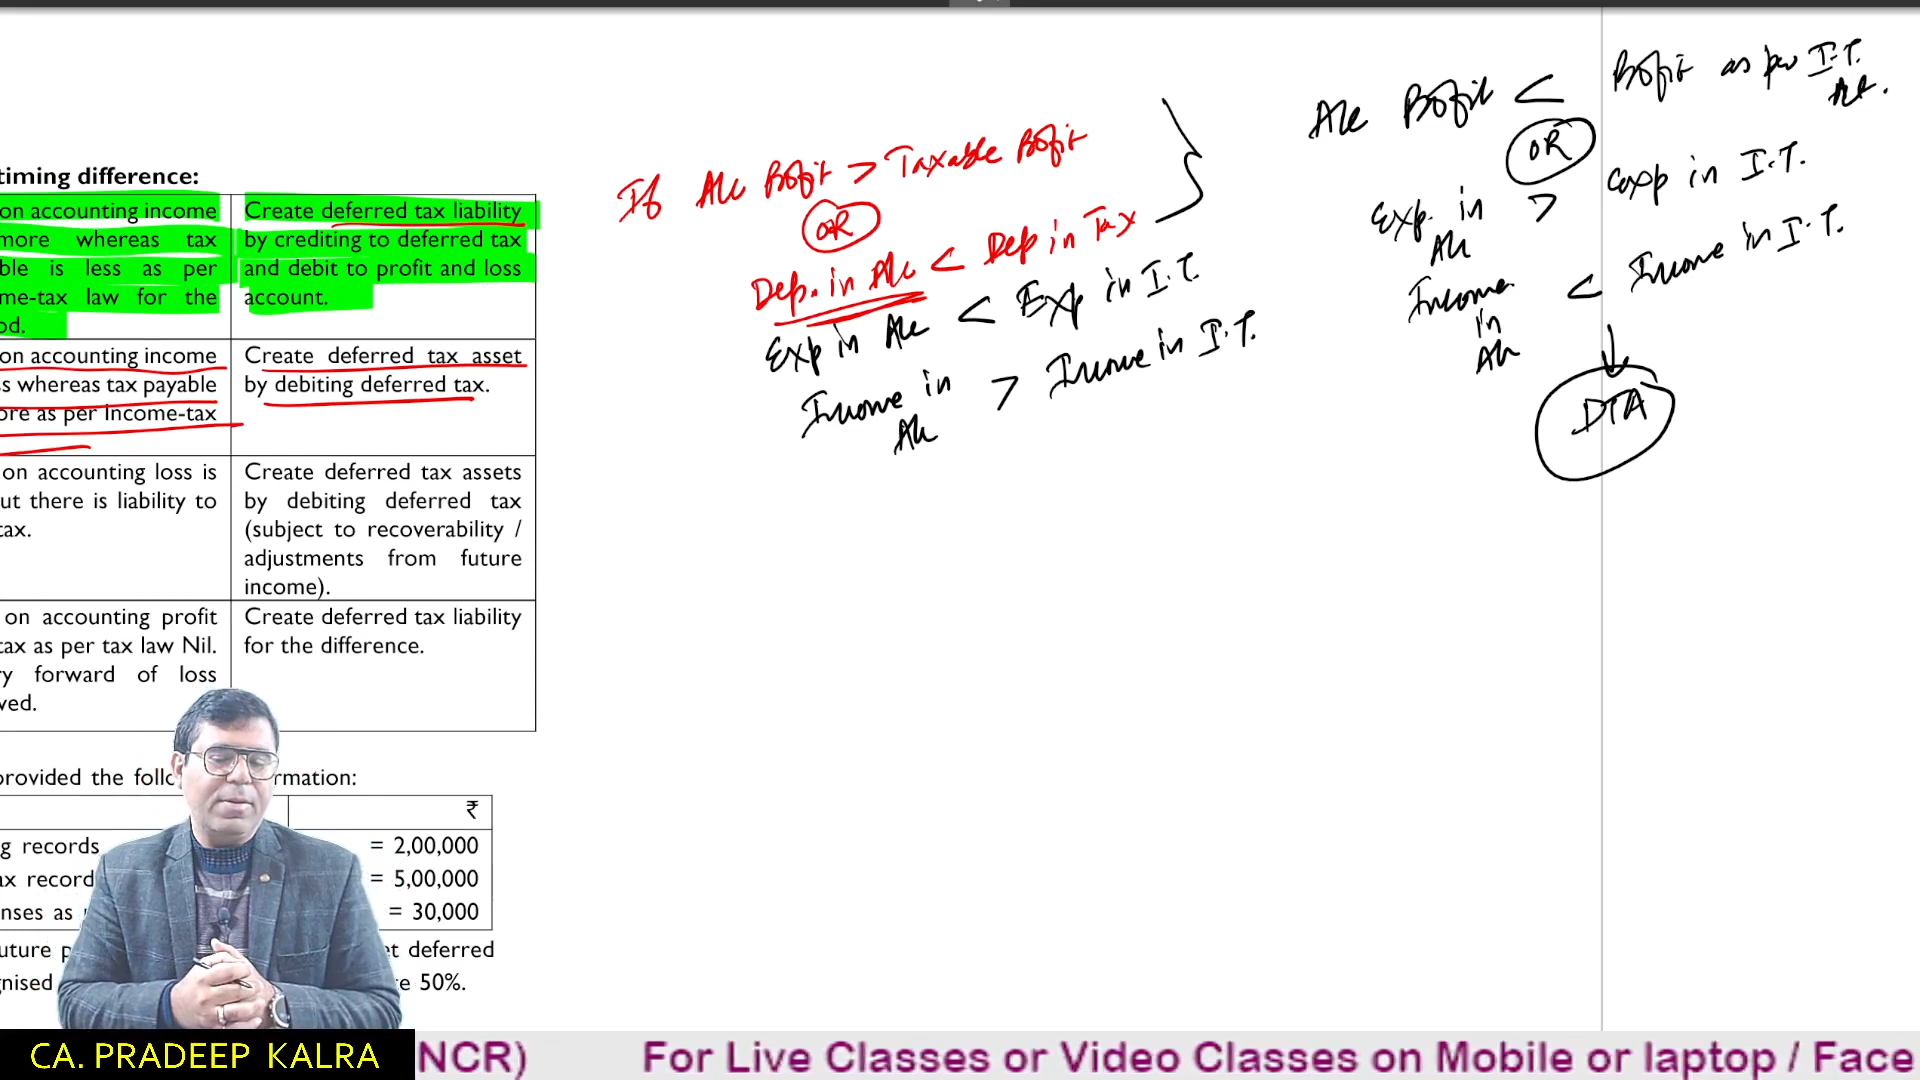 timing difference:
on accounting income
more whereas tax
ble is less as per
me-tax law for the
od.
Create deferred tax liability
by crediting to deferred tax
and debit to profit and loss
account.
on accounting income
s whereas tax payable
ore as per Income-tax
Create deferred tax asset
by debiting deferred tax.
on accounting loss is
ut there is liability to
tax.
Create deferred tax assets
by debiting deferred tax
(subject to recoverability /
adjustments from future
income).
on accounting profit
tax as per tax law Nil.
ry forward of loss
wed.
Create deferred tax liability
for the difference.
provided the follo rmation:
₹
g records = 2,00,000
ax record = 5,00,000
nses as = 30,000
uture p et deferred
gnised e 50%.
If A/c Profit > Taxable Profit
OR
Dep. in A/c < Dep in Tax
Exp in A/c < Exp in I.T.
Income in A/c > Income in I.T.
A/c Profit < Profit as per I.T. Act.
OR
Exp. in A/c > exp in I.T.
Income in A/c < Income in I.T.
DTA
CA. PRADEEP KALRA
NCR) For Live Classes or Video Classes on Mobile or laptop / Face